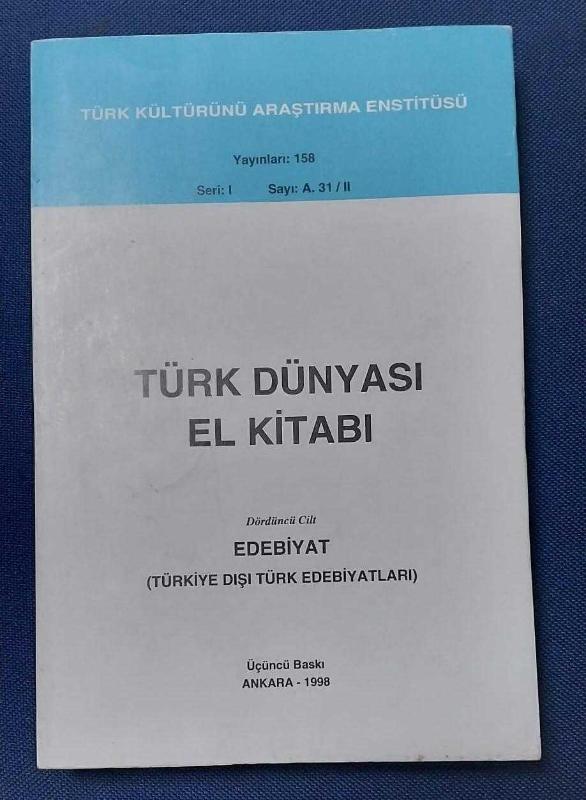 TÜRK KÜLTÜRÜNÜ ARAŞTIRMA ENSTİTÜSÜ
Yayınları: 158
Seri: I Sayı: A. 31 / II
TÜRK DÜNYASI
EL KİTABI
Dördüncü Cilt
EDEBİYAT
(TÜRKİYE DIŞI TÜRK EDEBİYATLARI)
Üçüncü Baskı
ANKARA - 1998